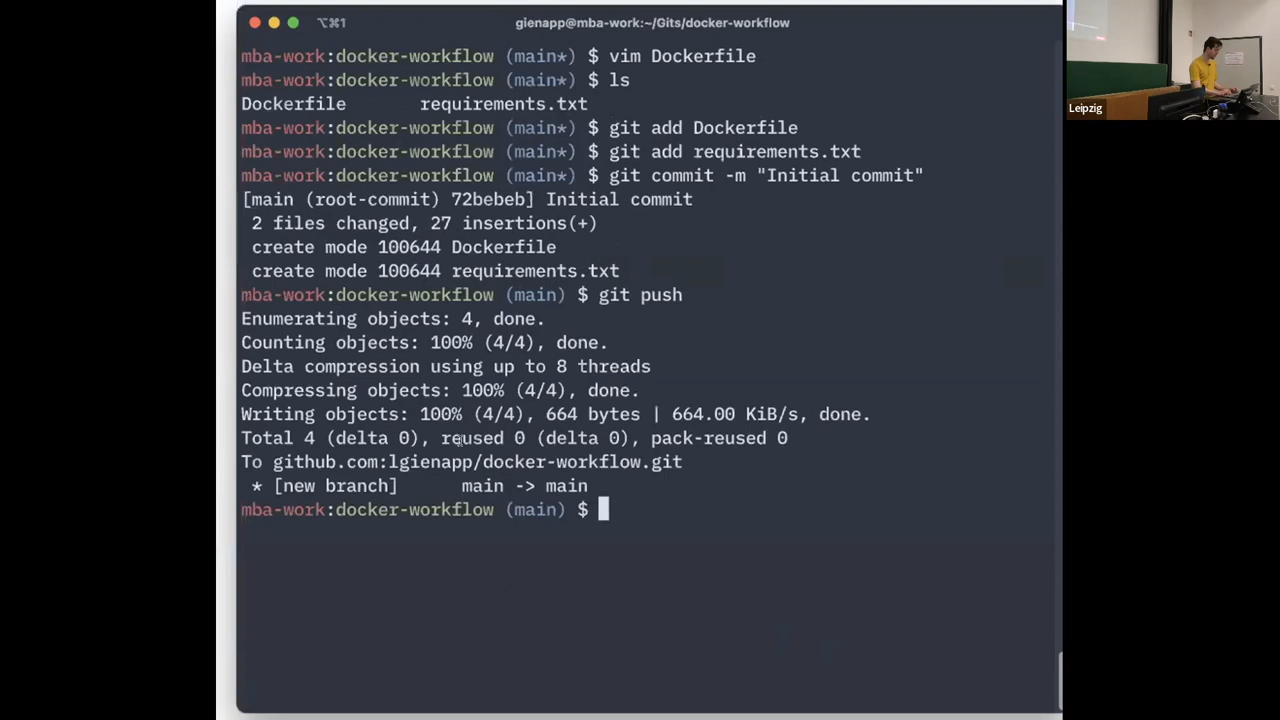 ⌥⌘1
gienapp@mba-work:~/Gits/docker-workflow
mba-work:docker-workflow (main*) $ vim Dockerfile
mba-work:docker-workflow (main*) $ ls
Dockerfile requirements.txt
mba-work:docker-workflow (main*) $ git add Dockerfile
mba-work:docker-workflow (main*) $ git add requirements.txt
mba-work:docker-workflow (main*) $ git commit -m "Initial commit"
[main (root-commit) 72bebeb] Initial commit
2 files changed, 27 insertions(+)
create mode 100644 Dockerfile
create mode 100644 requirements.txt
mba-work:docker-workflow (main) $ git push
Enumerating objects: 4, done.
Counting objects: 100% (4/4), done.
Delta compression using up to 8 threads
Compressing objects: 100% (4/4), done.
Writing objects: 100% (4/4), 664 bytes | 664.00 KiB/s, done.
Total 4 (delta 0), reused 0 (delta 0), pack-reused 0
To github.com:lgienapp/docker-workflow.git
* [new branch] main -> main
mba-work:docker-workflow (main) $
Leipzig